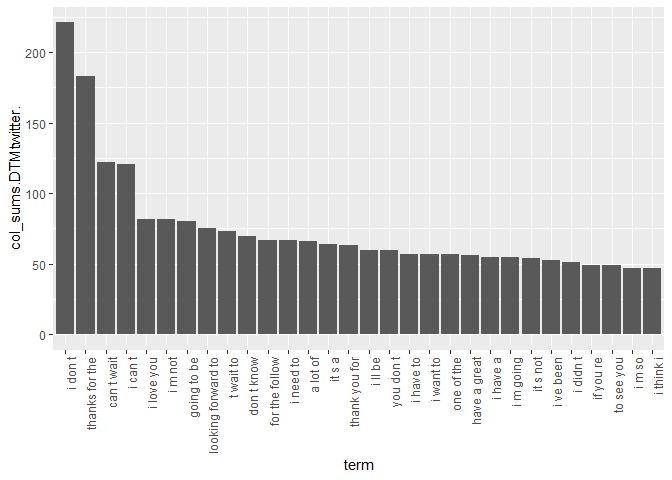 col_sums.DTMtwitter.
200
150
100
50
0
i don t
thanks for the
can t wait
i can t
i love you
i m not
going to be
looking forward to
t wait to
don t know
for the follow
i need to
a lot of
it s a
thank you for
i ll be
you don t
i have to
i want to
one of the
have a great
i have a
i m going
it s not
i ve been
i didn t
if you re
to see you
i m so
i think i
term